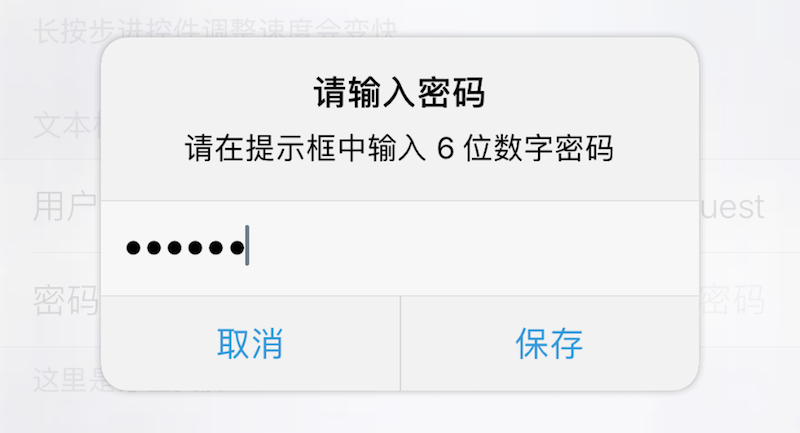 长按步进控件调整速度会变快
请输入密码
请在提示框中输入 6 位数字密码
文本
用户
uest
••••••
密码
密码
取消
保存
这里是